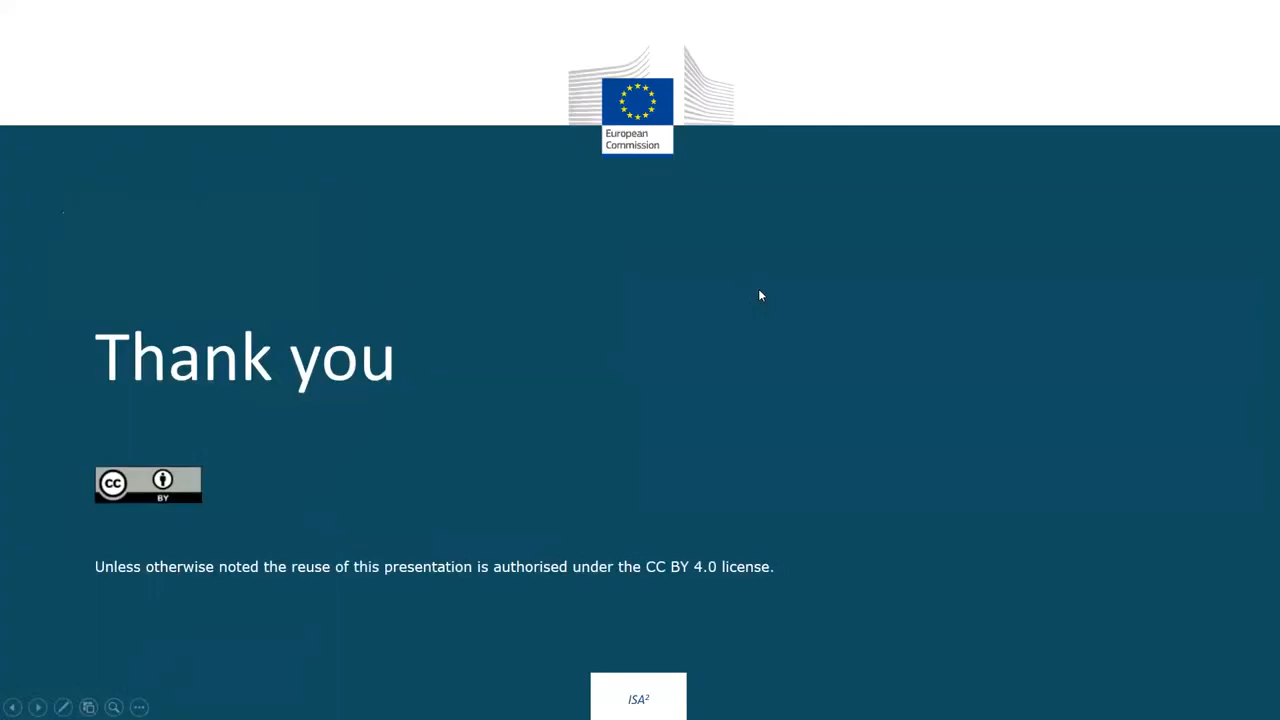 European
Commission
Thank you
cc
BY
Unless otherwise noted the reuse of this presentation is authorised under the CC BY 4.0 license.
ISA²